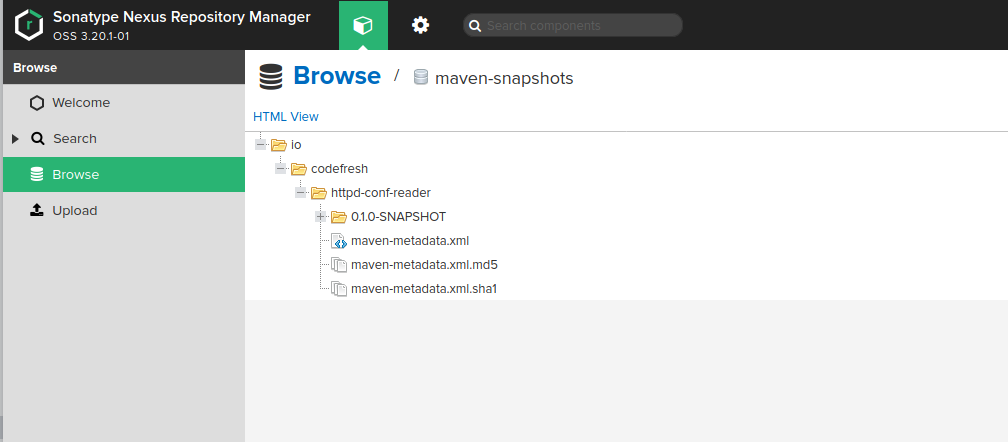 Sonatype Nexus Repository Manager
OSS 3.20.1-01
Search components
Browse
Welcome
Search
Browse
Upload
Browse / maven-snapshots
HTML View
io
codefresh
httpd-conf-reader
0.1.0-SNAPSHOT
maven-metadata.xml
maven-metadata.xml.md5
maven-metadata.xml.sha1